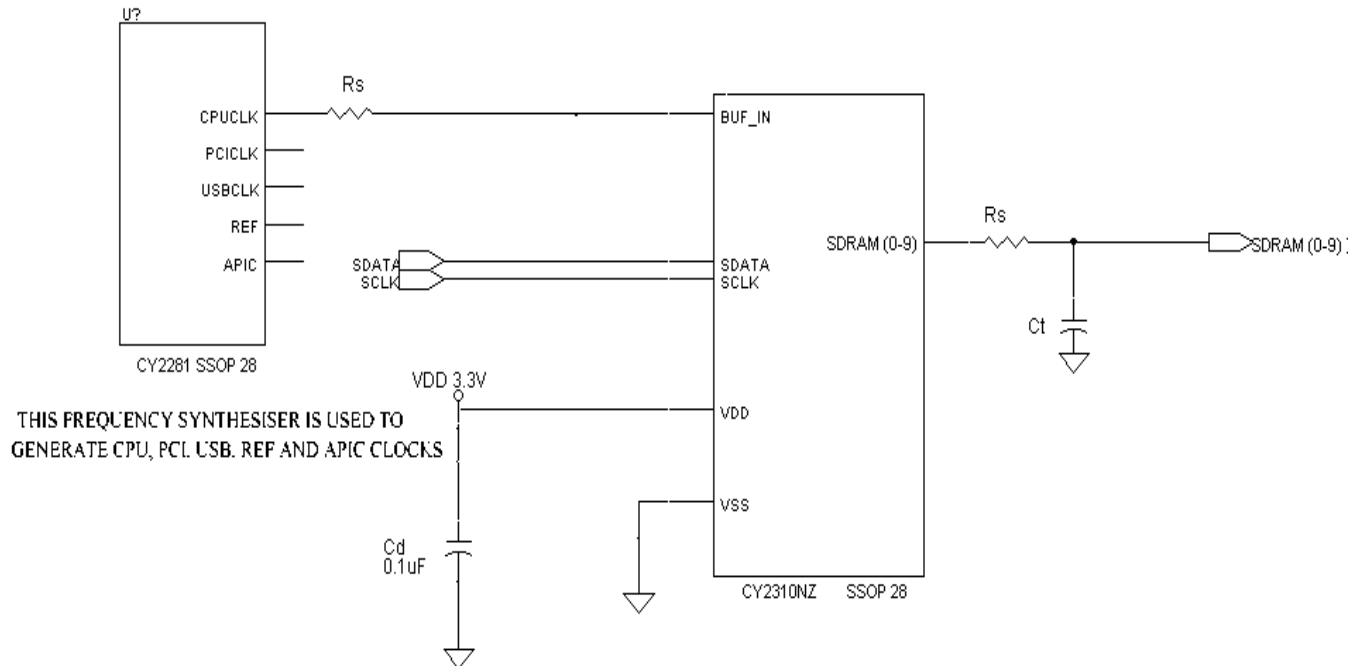 U?
Rs
CPUCLK
BUF_IN
PCICLK
USBCLK
REF
APIC
Rs
SDRAM (0-9)
SDRAM (0-9)
SDATA
SCLK
SDATA
SCLK
Ct
CY2281 SSOP 28
VDD 3.3V
VDD
THIS FREQUENCY SYNTHESISER IS USED TO
GENERATE CPU, PCI, USB. REF AND APIC CLOCKS
VSS
Cd
0.1uF
CY2310NZ SSOP 28